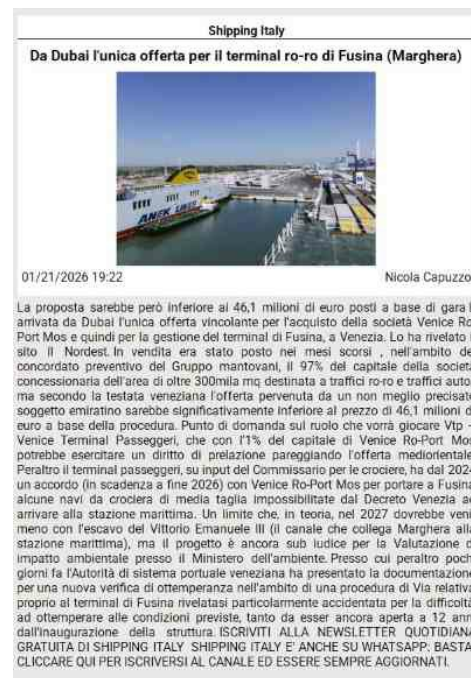 Shipping Italy
Da Dubai l'unica offerta per il terminal ro-ro di Fusina (Marghera)
ANEK LINES
01/21/2026 19:22 Nicola Capuzzo
La proposta sarebbe però inferiore ai 46,1 milioni di euro posti a base di gara
arrivata da Dubai l'unica offerta vincolante per l'acquisto della società Venice Ro
Port Mos e quindi per la gestione del terminal di Fusina, a Venezia. Lo ha rivelato
sito Il Nordest. In vendita era stato posto nei mesi scorsi , nell'ambito de
concordato preventivo del Gruppo mantovani, il 97% del capitale della societ
concessionaria dell'area di oltre 300mila mq destinata a traffici ro-ro e traffici auto
ma secondo la testata veneziana l'offerta pervenuta da un non meglio precisat
soggetto emiratino sarebbe significativamente inferiore al prezzo di 46,1 milioni d
euro a base della procedura. Punto di domanda sul ruolo che vorrà giocare Vtp -
Venice Terminal Passeggeri, che con l'1% del capitale di Venice Ro-Port Mos
potrebbe esercitare un diritto di prelazione pareggiando l'offerta mediorientale
Peraltro il terminal passeggeri, su input del Commissario per le crociere, ha dal 2024
un accordo (in scadenza a fine 2026) con Venice Ro-Port Mos per portare a Fusina
alcune navi da crociera di media taglia impossibilitate dal Decreto Venezia ad
arrivare alla stazione marittima. Un limite che, in teoria, nel 2027 dovrebbe veni
meno con l'escavo del Vittorio Emanuele III (il canale che collega Marghera alla
stazione marittima), ma il progetto è ancora sub iudice per la Valutazione d
impatto ambientale presso il Ministero dell'ambiente. Presso cui peraltro poch
giorni fa l'Autorità di sistema portuale veneziana ha presentato la documentazione
per una nuova verifica di ottemperanza nell'ambito di una procedura di Via relativa
proprio al terminal di Fusina rivelatasi particolarmente accidentata per la difficoltà
ad ottemperare alle condizioni previste, tanto da esser ancora aperta a 12 ann
dall'inaugurazione della struttura. ISCRIVITI ALLA NEWSLETTER QUOTIDIANA
GRATUITA DI SHIPPING ITALY SHIPPING ITALY E' ANCHE SU WHATSAPP: BASTA
CLICCARE QUI PER ISCRIVERSI AL CANALE ED ESSERE SEMPRE AGGIORNATI.